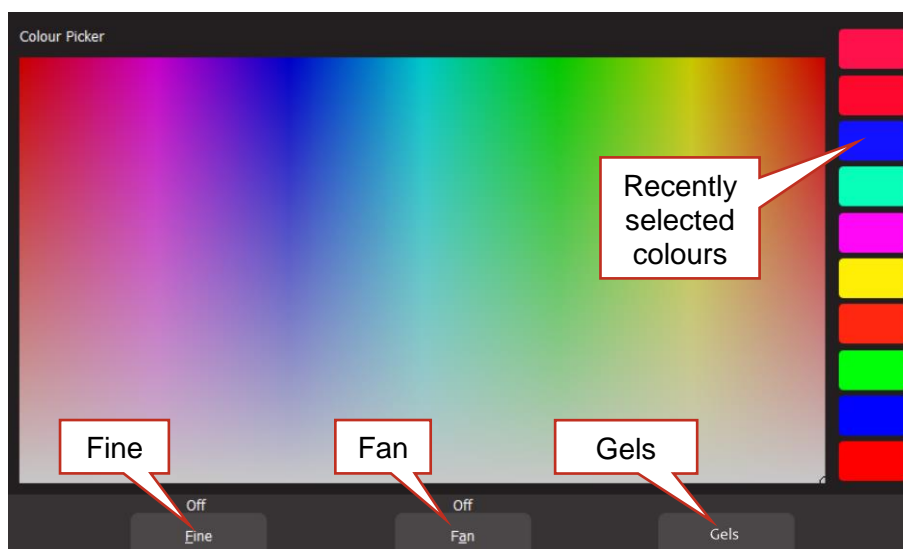 Colour Picker
Recently
selected
colours
Fine
Fan
Gels
Off
Off
Fine
Fan
Gels